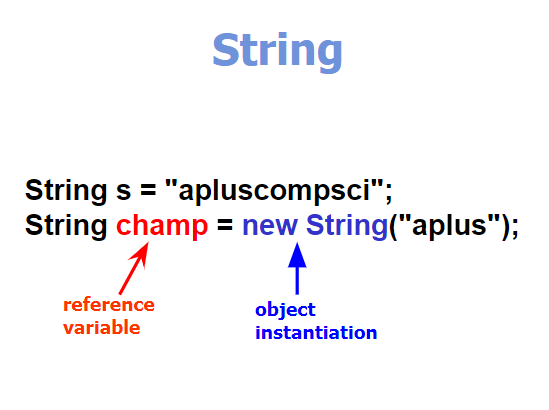 String
String s = "apluscompsci";
String champ = new String("aplus");
reference
variable
object
instantiation